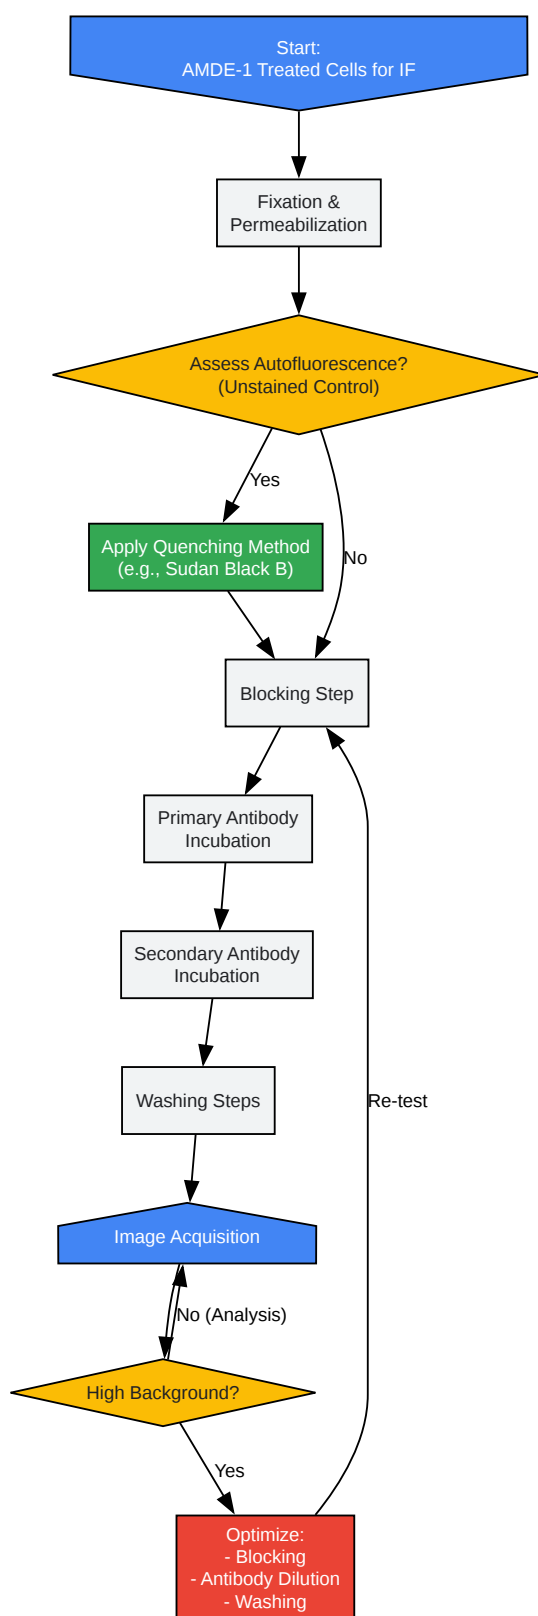 Start:
AMDE-1 Treated Cells for IF
Fixation &
Permeabilization
Assess Autofluorescence?
(Unstained Control)
Yes
Apply Quenching Method
(e.g., Sudan Black B)
No
Blocking Step
Primary Antibody
Incubation
Secondary Antibody
Incubation
Washing Steps
Re-test
Image Acquisition
No (Analysis)
High Background?
Yes
Optimize:
- Blocking
- Antibody Dilution
- Washing